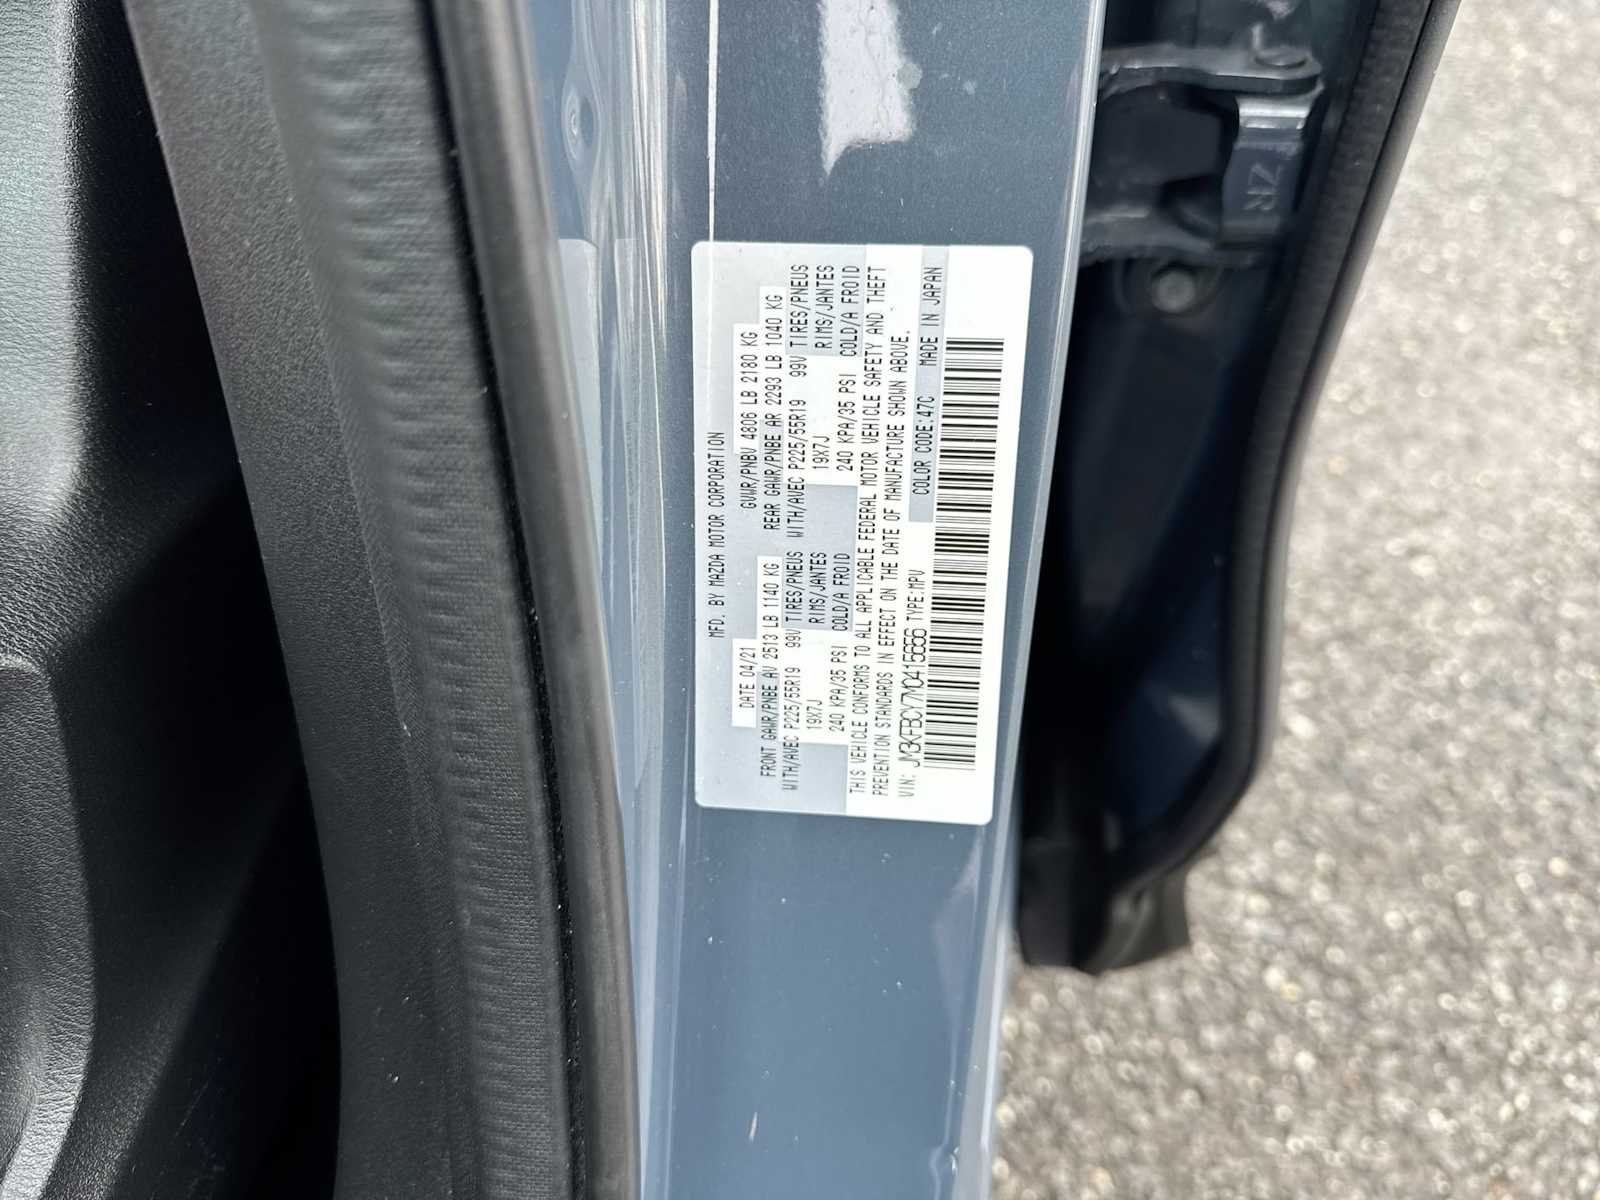 MFD. BY MAZDA MOTOR CORPORATION
DATE 04/21 GVWR/PNBV 4806 LB 2180 KG
FRONT GAWR/PNBE AV 2513 LB 1140 KG REAR GAWR/PNBE AR 2293 LB 1040 KG
WITH/AVEC P225/55R19 99V TIRES/PNEUS WITH/AVEC P225/55R19 99V TIRES/PNEUS
19X7J RIMS/JANTES 19X7J RIMS/JANTES
240 KPA/35 PSI COLD/A FROID 240 KPA/35 PSI COLD/A FROID
THIS VEHICLE CONFORMS TO ALL APPLICABLE FEDERAL MOTOR VEHICLE SAFETY AND THEFT
PREVENTION STANDARDS IN EFFECT ON THE DATE OF MANUFACTURE SHOWN ABOVE.
VIN: JM3KFBCY7M0415656 TYPE:MPV COLOR CODE:47C MADE IN JAPAN
ZR